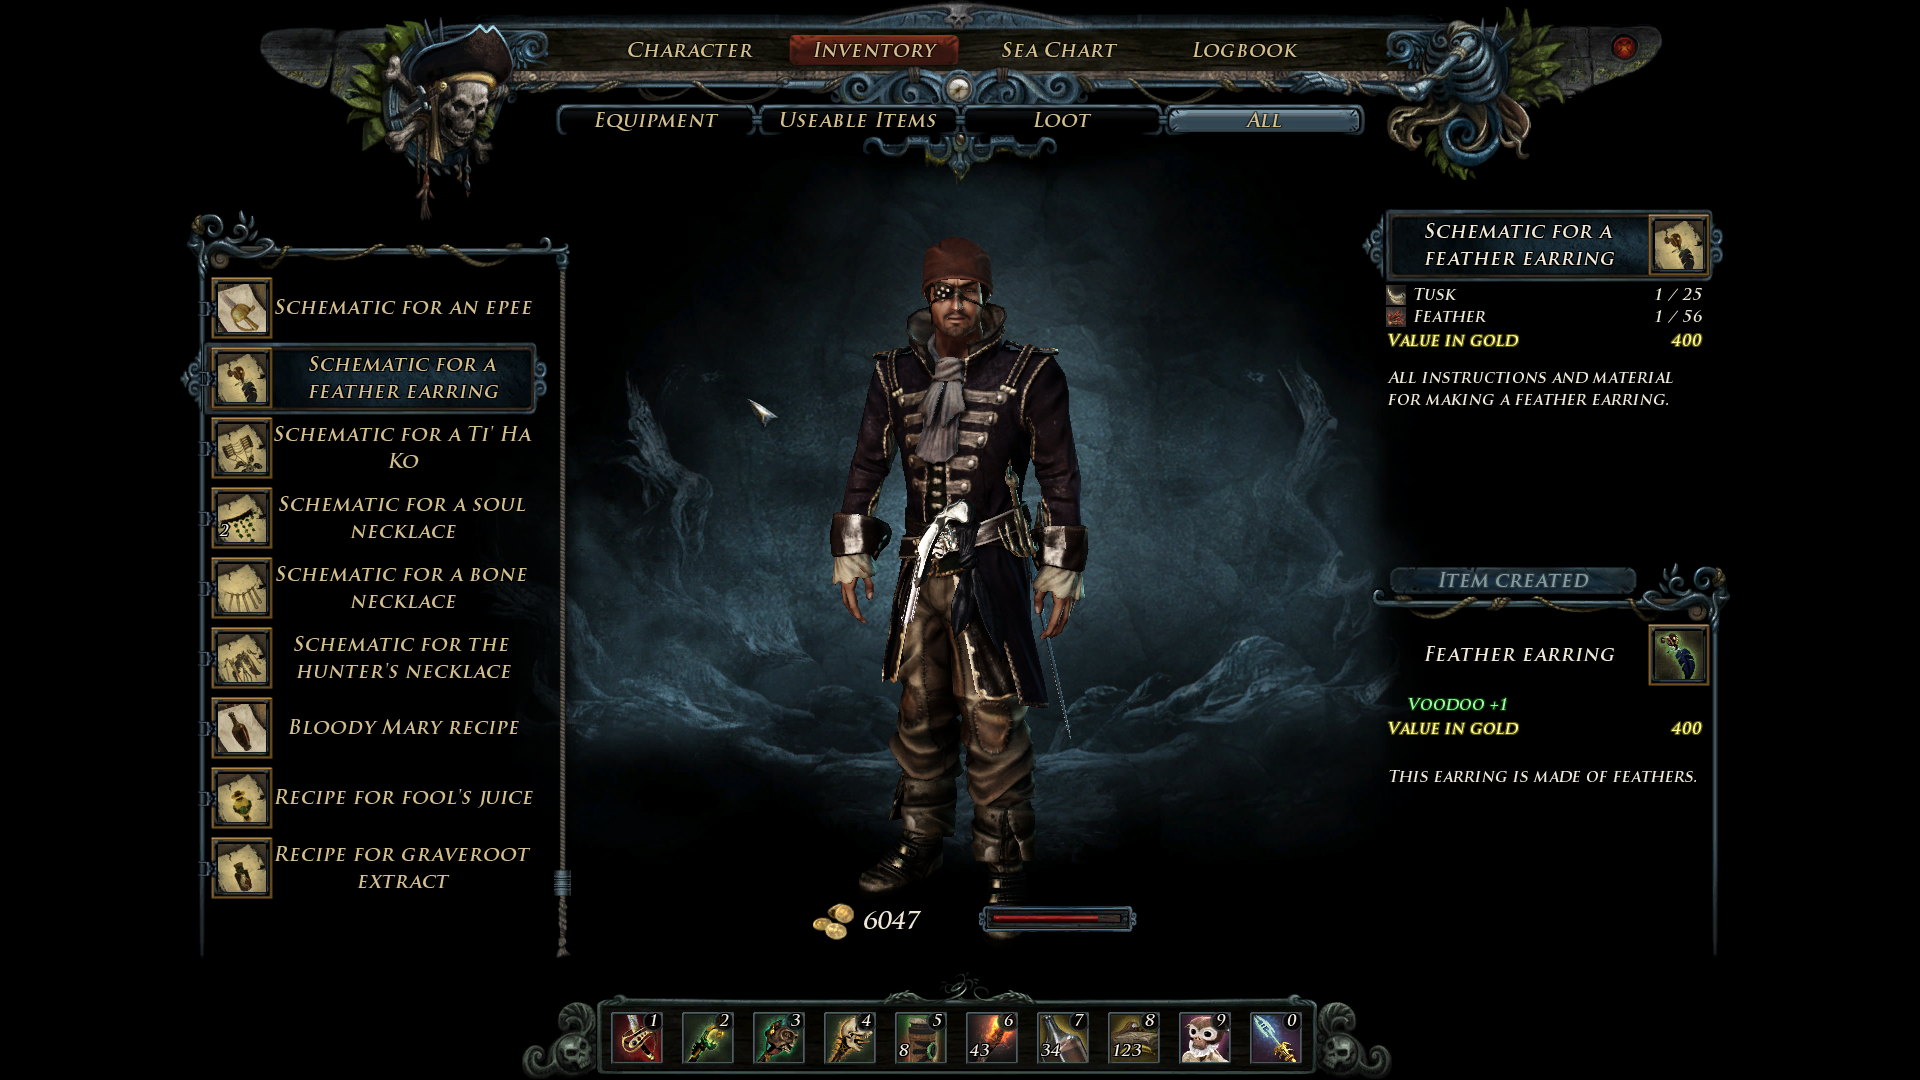 Character
Inventory
Sea Chart
Logbook
Equipment
Useable Items
Loot
All
Schematic for an epee
Schematic for a
feather earring
Schematic for a Ti' Ha
Ko
2
Schematic for a soul
necklace
Schematic for a bone
necklace
Schematic for the
hunter's necklace
Bloody Mary recipe
Recipe for fool's juice
Recipe for graveroot
extract
Schematic for a
feather earring
Tusk 1 / 25
Feather 1 / 56
Value in gold 400
All instructions and material
for making a feather earring.
Item created
Feather earring
Voodoo +1
Value in gold 400
This earring is made of feathers.
6047
1 2 3 4 5 6 7 8 9 0
8 43 34 123